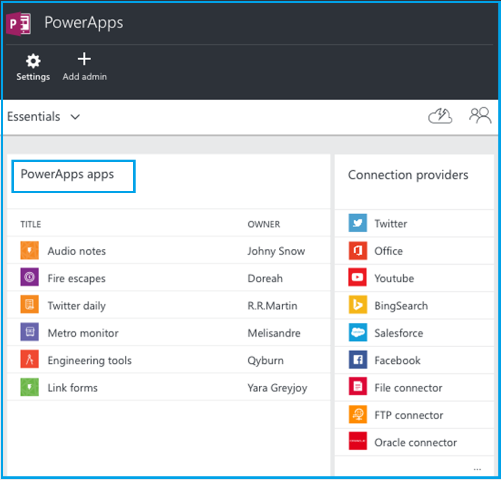 PowerApps
Settings Add admin
Essentials
PowerApps apps
TITLE OWNER
Audio notes Johny Snow
Fire escapes Doreah
Twitter daily R.R.Martin
Metro monitor Melisandre
Engineering tools Qyburn
Link forms Yara Greyjoy
Connection providers
Twitter
Office
Youtube
BingSearch
Salesforce
Facebook
File connector
FTP connector
Oracle connector
...